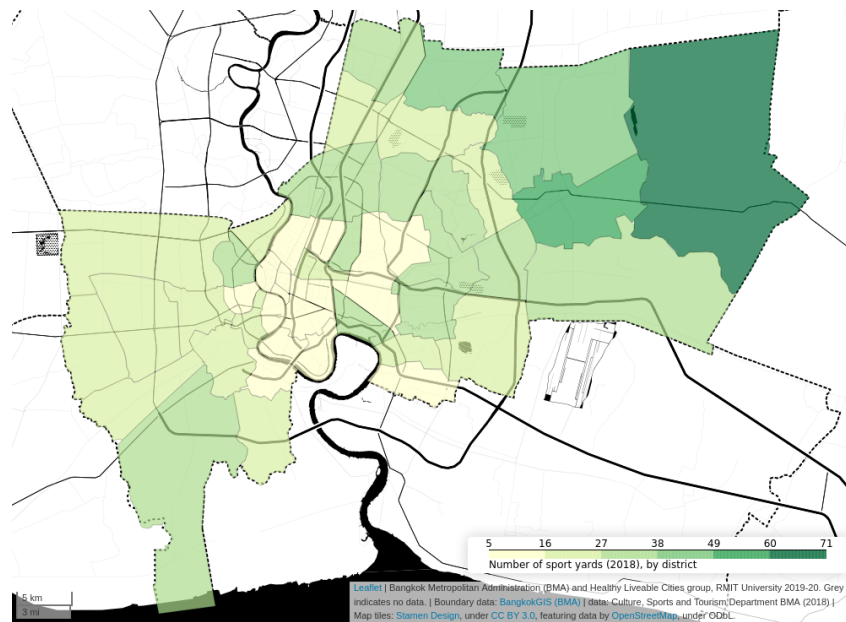 5 16 27 38 49 60 71
Number of sport yards (2018), by district
5 km
3 mi
Leaflet | Bangkok Metropolitan Administration (BMA) and Healthy Liveable Cities group, RMIT University 2019-20. Grey
indicates no data. | Boundary data: BangkokGIS (BMA) | data: Culture, Sports and Tourism Department BMA (2018) |
Map tiles: Stamen Design, under CC BY 3.0, featuring data by OpenStreetMap, under ODbL.